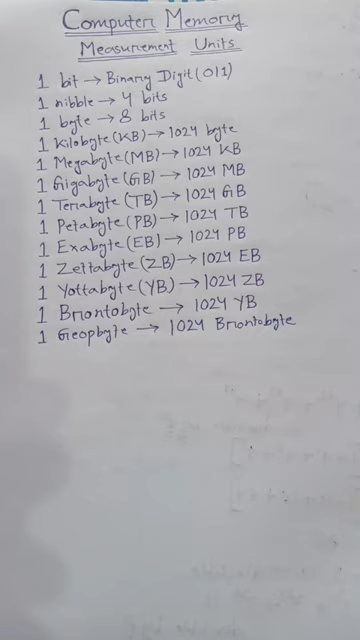 Computer Memory
Measurement Units
1 bit → Binary Digit (0/1)
1 nibble → 4 bits
1 byte → 8 bits
1 Kilobyte (KB) → 1024 byte
1 Megabyte (MB) → 1024 KB
1 Gigabyte (GB) → 1024 MB
1 Terabyte (TB) → 1024 GB
1 Petabyte (PB) → 1024 TB
1 Exabyte (EB) → 1024 PB
1 Zettabyte (ZB) → 1024 EB
1 Yottabyte (YB) → 1024 ZB
1 Brontobyte → 1024 YB
1 Geopbyte → 1024 Brontobyte